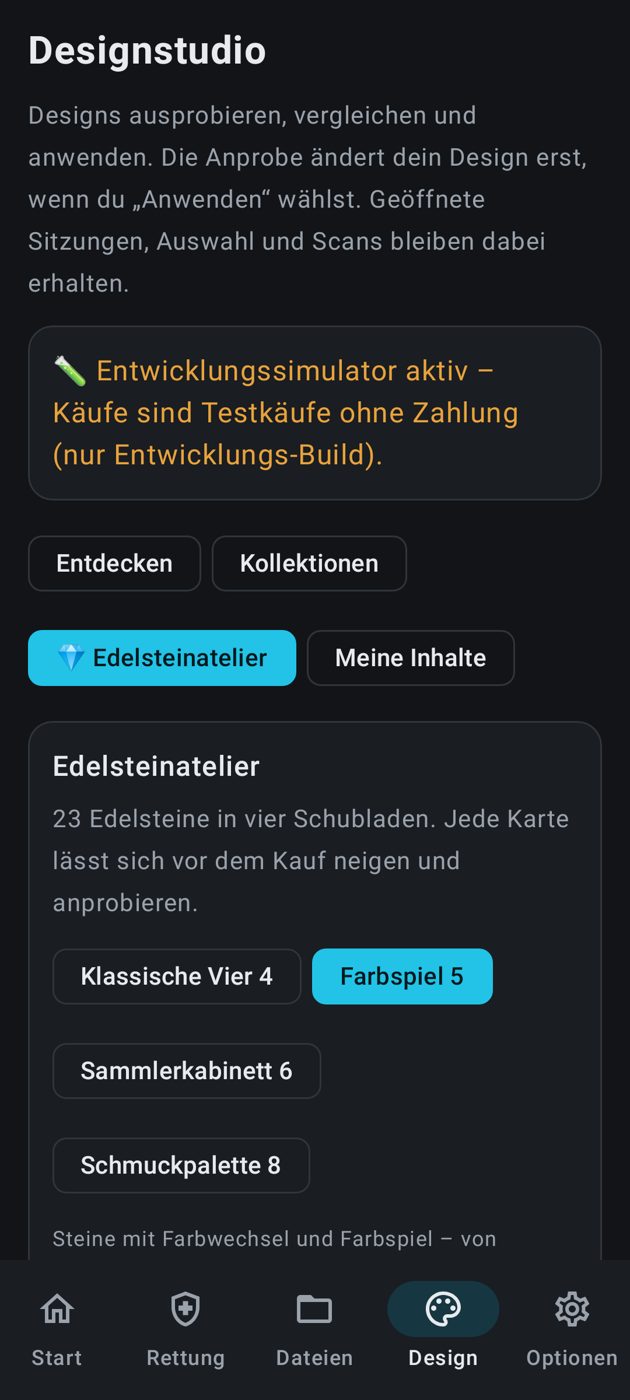 Designstudio
Designs ausprobieren, vergleichen und
anwenden. Die Anprobe ändert dein Design erst,
wenn du „Anwenden“ wählst. Geöffnete
Sitzungen, Auswahl und Scans bleiben dabei
erhalten.
🧪 Entwicklungssimulator aktiv –
Käufe sind Testkäufe ohne Zahlung
(nur Entwicklungs-Build).
Entdecken Kollektionen
💎 Edelsteinatelier Meine Inhalte
Edelsteinatelier
23 Edelsteine in vier Schubladen. Jede Karte
lässt sich vor dem Kauf neigen und
anprobieren.
Klassische Vier 4 Farbspiel 5
Sammlerkabinett 6
Schmuckpalette 8
Steine mit Farbwechsel und Farbspiel – von
Start Rettung Dateien Design Optionen